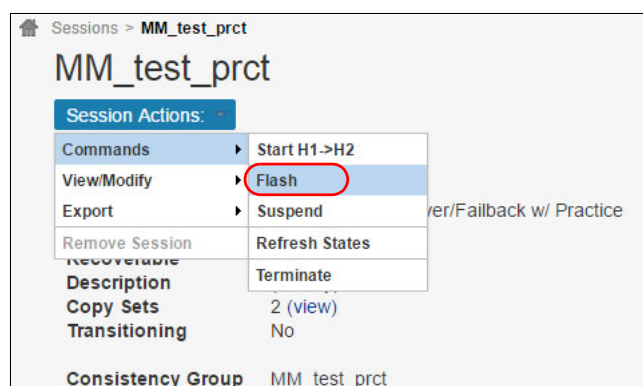 Sessions > MM_test_prct
MM_test_prct
Session Actions:
Commands Start H1->H2
View/Modify Flash
Export Suspend ver/Failback w/ Practice
Remove Session Refresh States
Recoverable
Terminate
Description
Copy Sets 2 (view)
Transitioning No
Consistency Group MM_test_prct